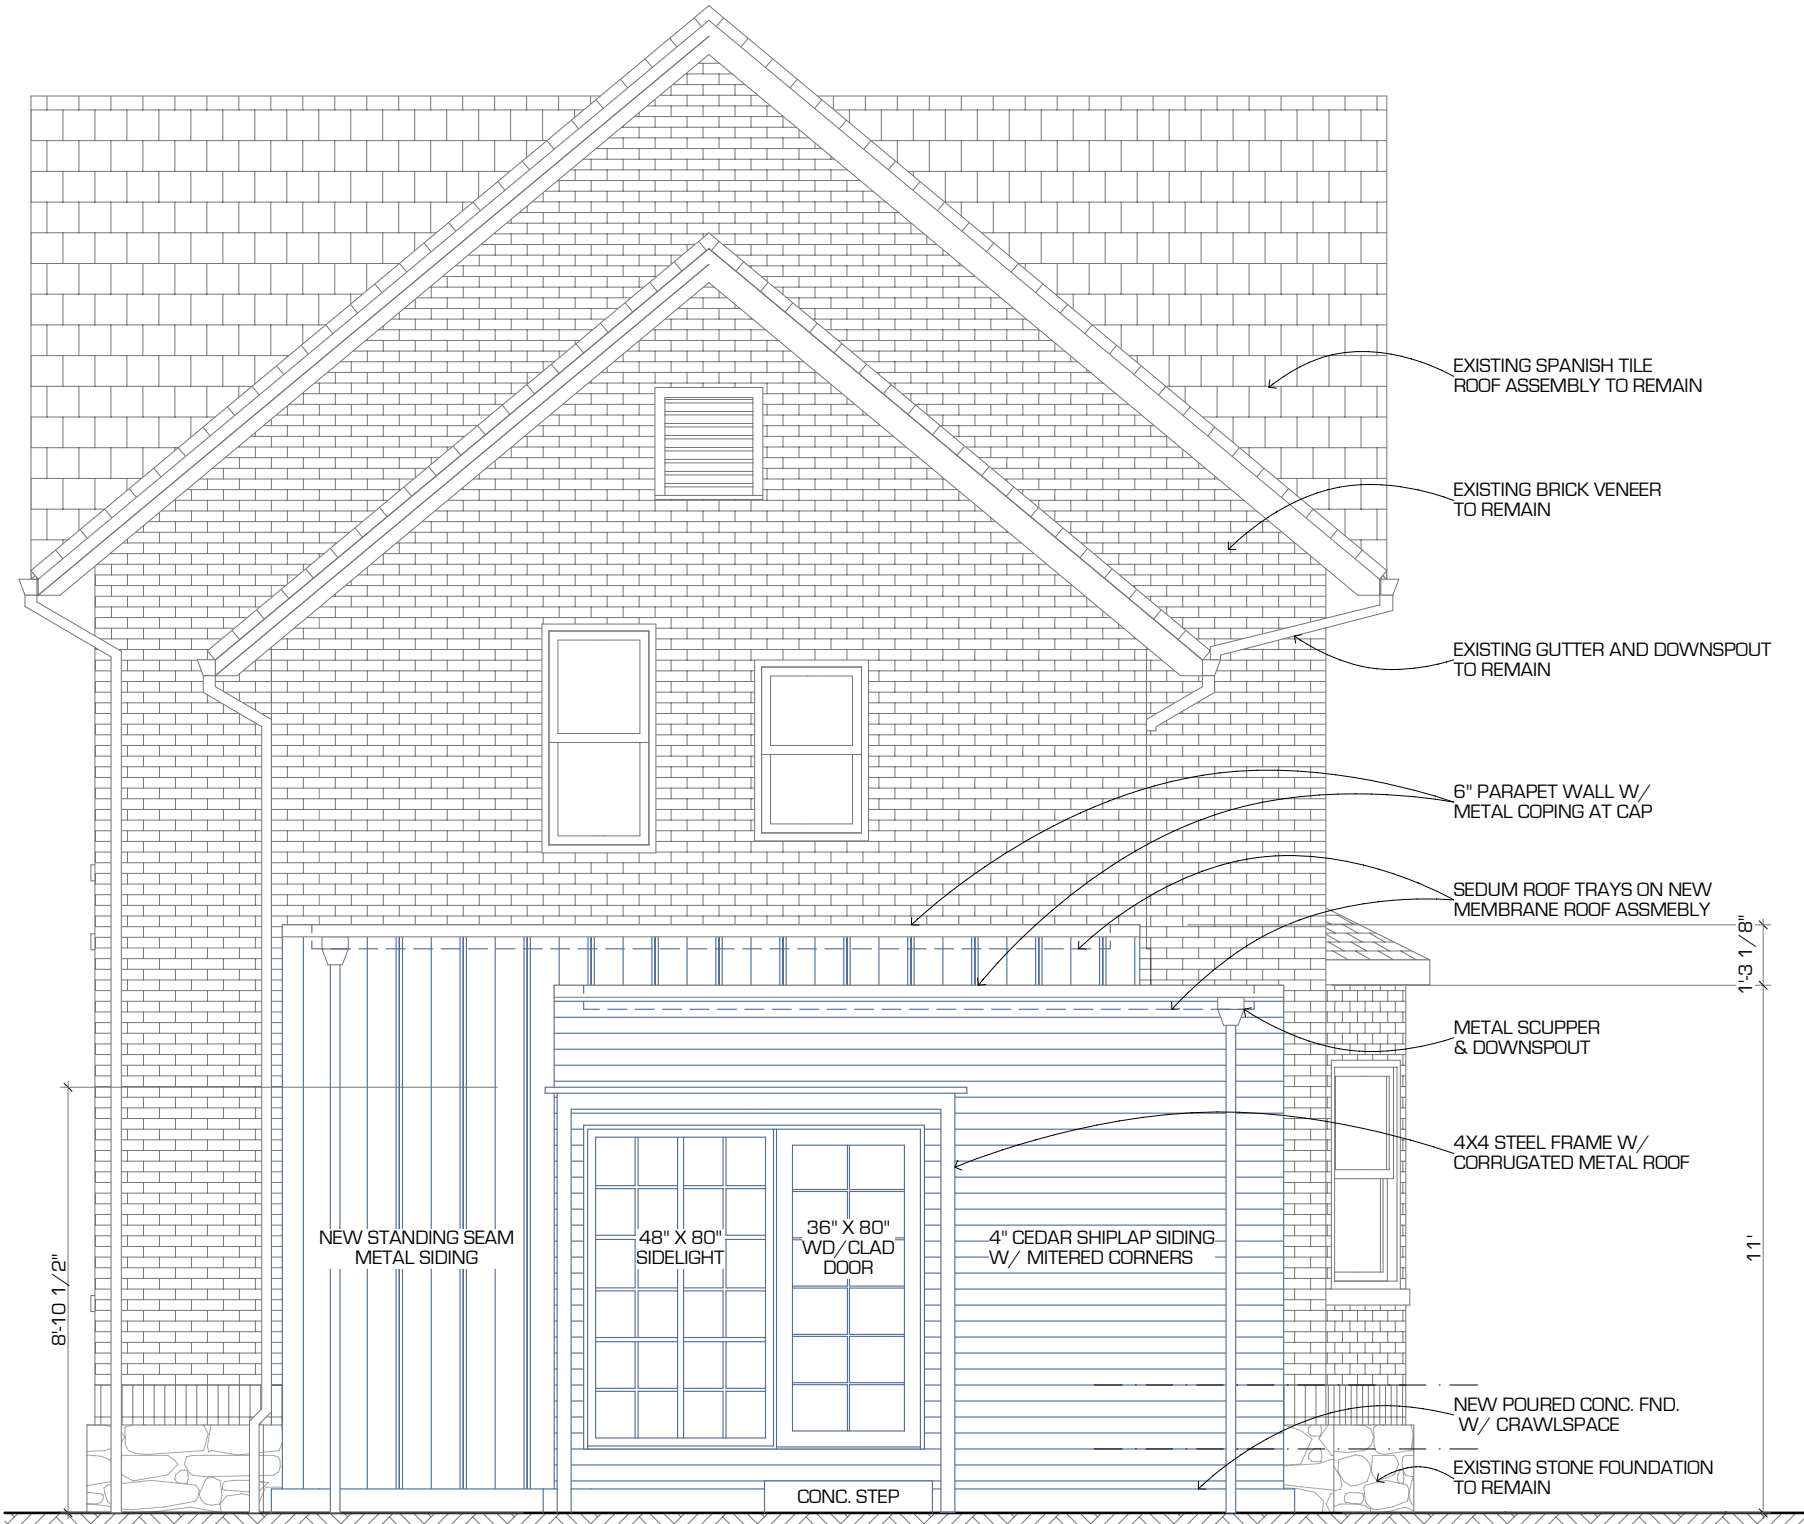 EXISTING SPANISH TILE
ROOF ASSEMBLY TO REMAIN
EXISTING BRICK VENEER
TO REMAIN
EXISTING GUTTER AND DOWNSPOUT
TO REMAIN
6" PARAPET WALL W/
METAL COPING AT CAP
SEDUM ROOF TRAYS ON NEW
MEMBRANE ROOF ASSMEBLY
1'-3 1/8"
METAL SCUPPER
& DOWNSPOUT
4X4 STEEL FRAME W/
CORRUGATED METAL ROOF
8'-10 1/2"
NEW STANDING SEAM
METAL SIDING
48" X 80"
SIDELIGHT
36" X 80"
WD/CLAD
DOOR
4" CEDAR SHIPLAP SIDING
W/ MITERED CORNERS
11'
NEW POURED CONC. FND.
W/ CRAWLSPACE
EXISTING STONE FOUNDATION
TO REMAIN
CONC. STEP